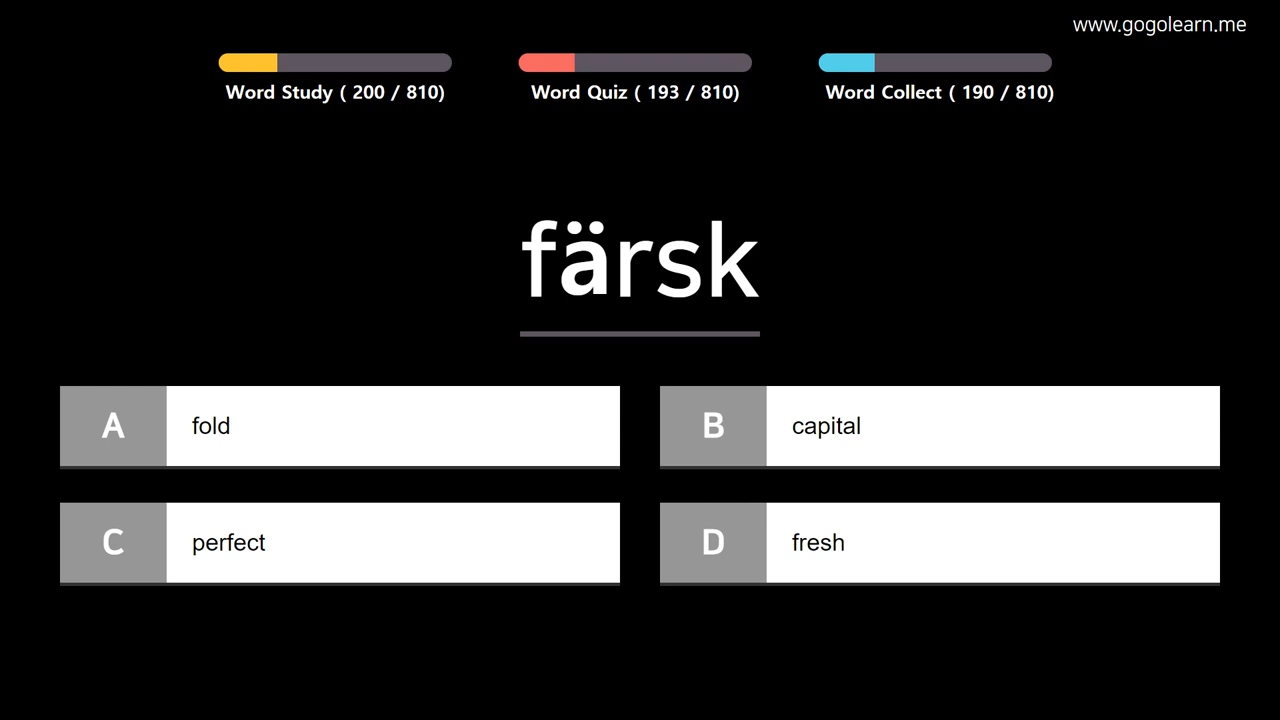 www.gogolearn.me
Word Study ( 200 / 810)
Word Quiz ( 193 / 810)
Word Collect ( 190 / 810)
färsk
A
fold
B
capital
C
perfect
D
fresh